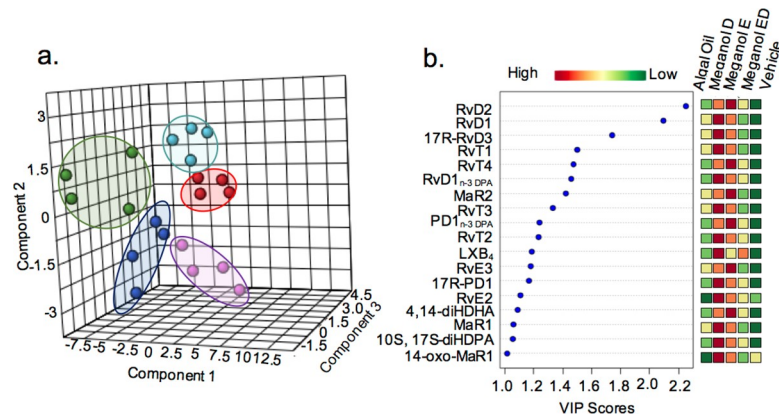 a.
3
1.5
0
-1.5
-3
Component 2
-7.5 -5 -2.5 0 2.5 5 7.5 10 12.5
Component 1
-1.5 0 1.5 3.0 4.5
Component 3
b.
High Low
Algal Oil
Meganol D
Meganol E
Meganol ED
Vehicle
RvD2
RvD1
17R-RvD3
RvT1
RvT4
RvD1n-3 DPA
MaR2
RvT3
PD1n-3 DPA
RvT2
LXB4
RvE3
17R-PD1
RvE2
4,14-diHDHA
MaR1
10S, 17S-diHDPA
14-oxo-MaR1
1.0 1.2 1.4 1.6 1.8 2.0 2.2
VIP Scores